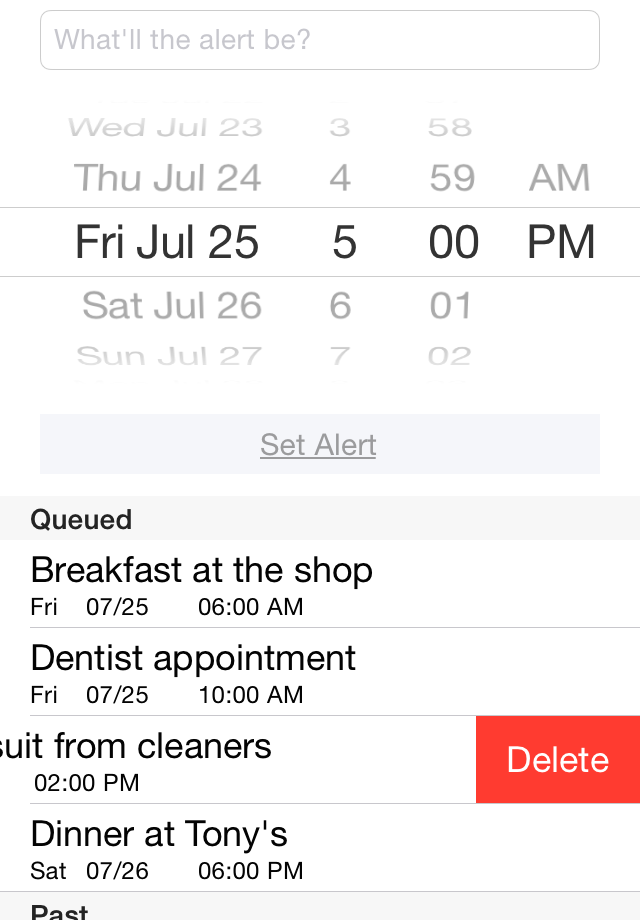 What'll the alert be?
Wed Jul 23 3 58
Thu Jul 24 4 59 AM
Fri Jul 25 5 00 PM
Sat Jul 26 6 01
Sun Jul 27 7 02
Set Alert
Queued
Breakfast at the shop
Fri 07/25 06:00 AM
Dentist appointment
Fri 07/25 10:00 AM
suit from cleaners
Delete
02:00 PM
Dinner at Tony's
Sat 07/26 06:00 PM
Past